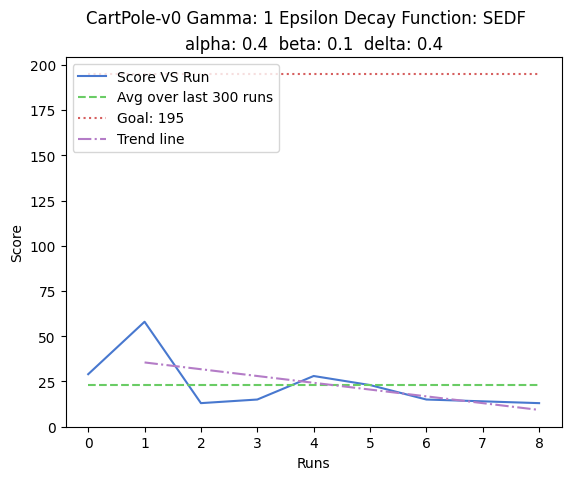 CartPole-v0 Gamma: 1 Epsilon Decay Function: SEDF
alpha: 0.4  beta: 0.1  delta: 0.4
Score VS Run
Avg over last 300 runs
Goal: 195
Trend line
200
175
150
125
100
75
50
25
0
Score
0 1 2 3 4 5 6 7 8
Runs